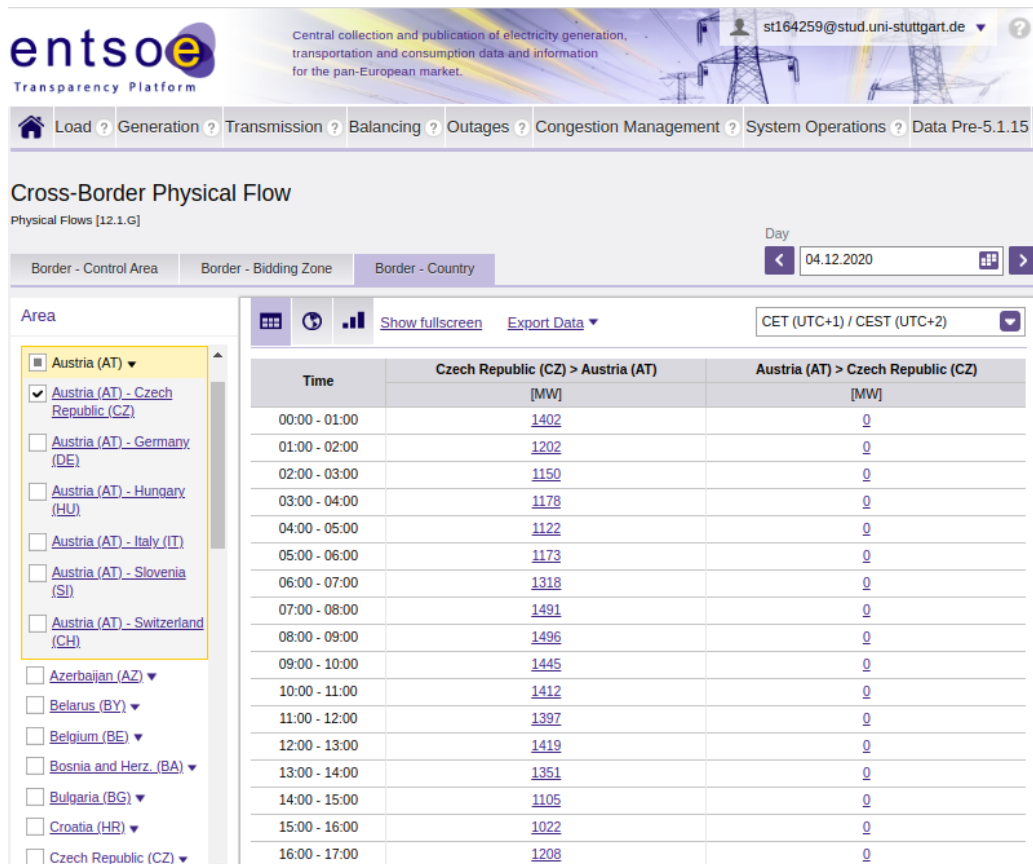 entsoe
Transparency Platform
Central collection and publication of electricity generation,
transportation and consumption data and information
for the pan-European market.
st164259@stud.uni-stuttgart.de ?
Load ? Generation ? Transmission ? Balancing ? Outages ? Congestion Management ? System Operations ? Data Pre-5.1.15
Cross-Border Physical Flow
Physical Flows [12.1.G]
Day
04.12.2020
Border - Control Area Border - Bidding Zone Border - Country
Area
Austria (AT)
Austria (AT) - Czech
Republic (CZ)
Austria (AT) - Germany
(DE)
Austria (AT) - Hungary
(HU)
Austria (AT) - Italy (IT)
Austria (AT) - Slovenia
(SI)
Austria (AT) - Switzerland
(CH)
Azerbaijan (AZ)
Belarus (BY)
Belgium (BE)
Bosnia and Herz. (BA)
Bulgaria (BG)
Croatia (HR)
Czech Republic (CZ)
Show fullscreen Export Data
CET (UTC+1) / CEST (UTC+2)
Time Czech Republic (CZ) > Austria (AT) Austria (AT) > Czech Republic (CZ)
[MW] [MW]
00:00 - 01:00 1402 0
01:00 - 02:00 1202 0
02:00 - 03:00 1150 0
03:00 - 04:00 1178 0
04:00 - 05:00 1122 0
05:00 - 06:00 1173 0
06:00 - 07:00 1318 0
07:00 - 08:00 1491 0
08:00 - 09:00 1496 0
09:00 - 10:00 1445 0
10:00 - 11:00 1412 0
11:00 - 12:00 1397 0
12:00 - 13:00 1419 0
13:00 - 14:00 1351 0
14:00 - 15:00 1105 0
15:00 - 16:00 1022 0
16:00 - 17:00 1208 0